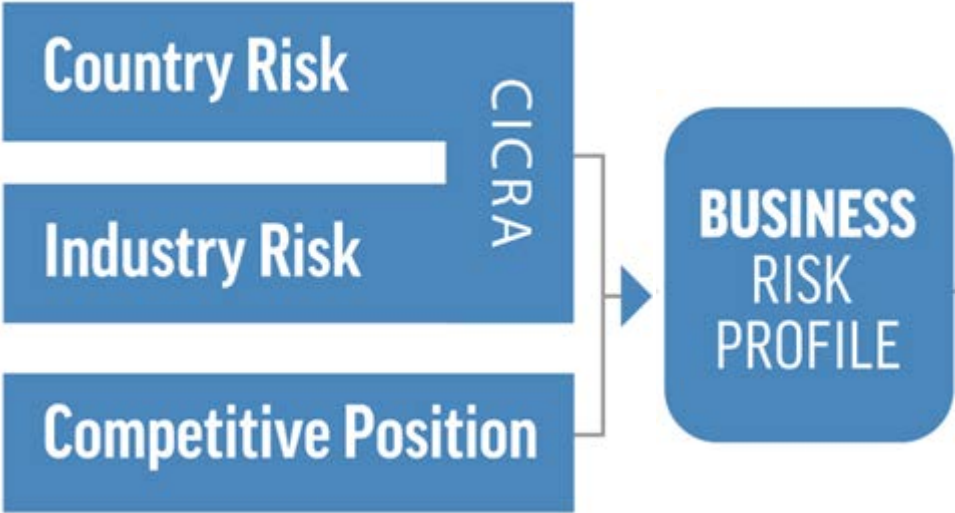 Country Risk
CICRA
Industry Risk
Competitive Position
BUSINESS
RISK
PROFILE